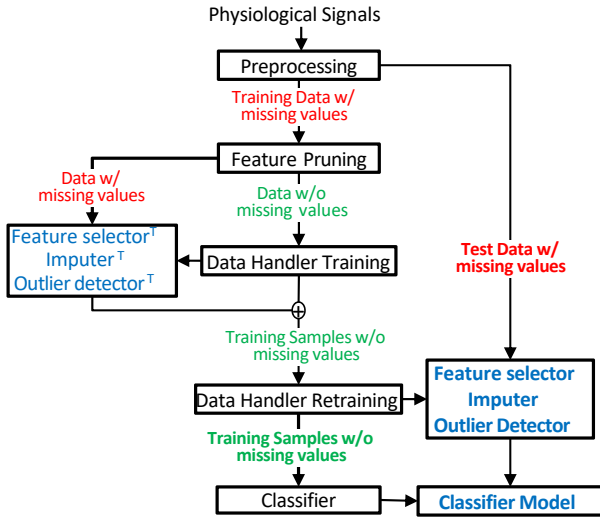 Physiological Signals
Preprocessing
Training Data w/
missing values
Feature Pruning
Data w/
missing values
Data w/o
missing values
Feature selectorᵀ
Imputer ᵀ
Outlier detector ᵀ
Data Handler Training
Test Data w/
missing values
Training Samples w/o
missing values
Data Handler Retraining
Feature selector
Imputer
Outlier Detector
Training Samples w/o
missing values
Classifier
Classifier Model